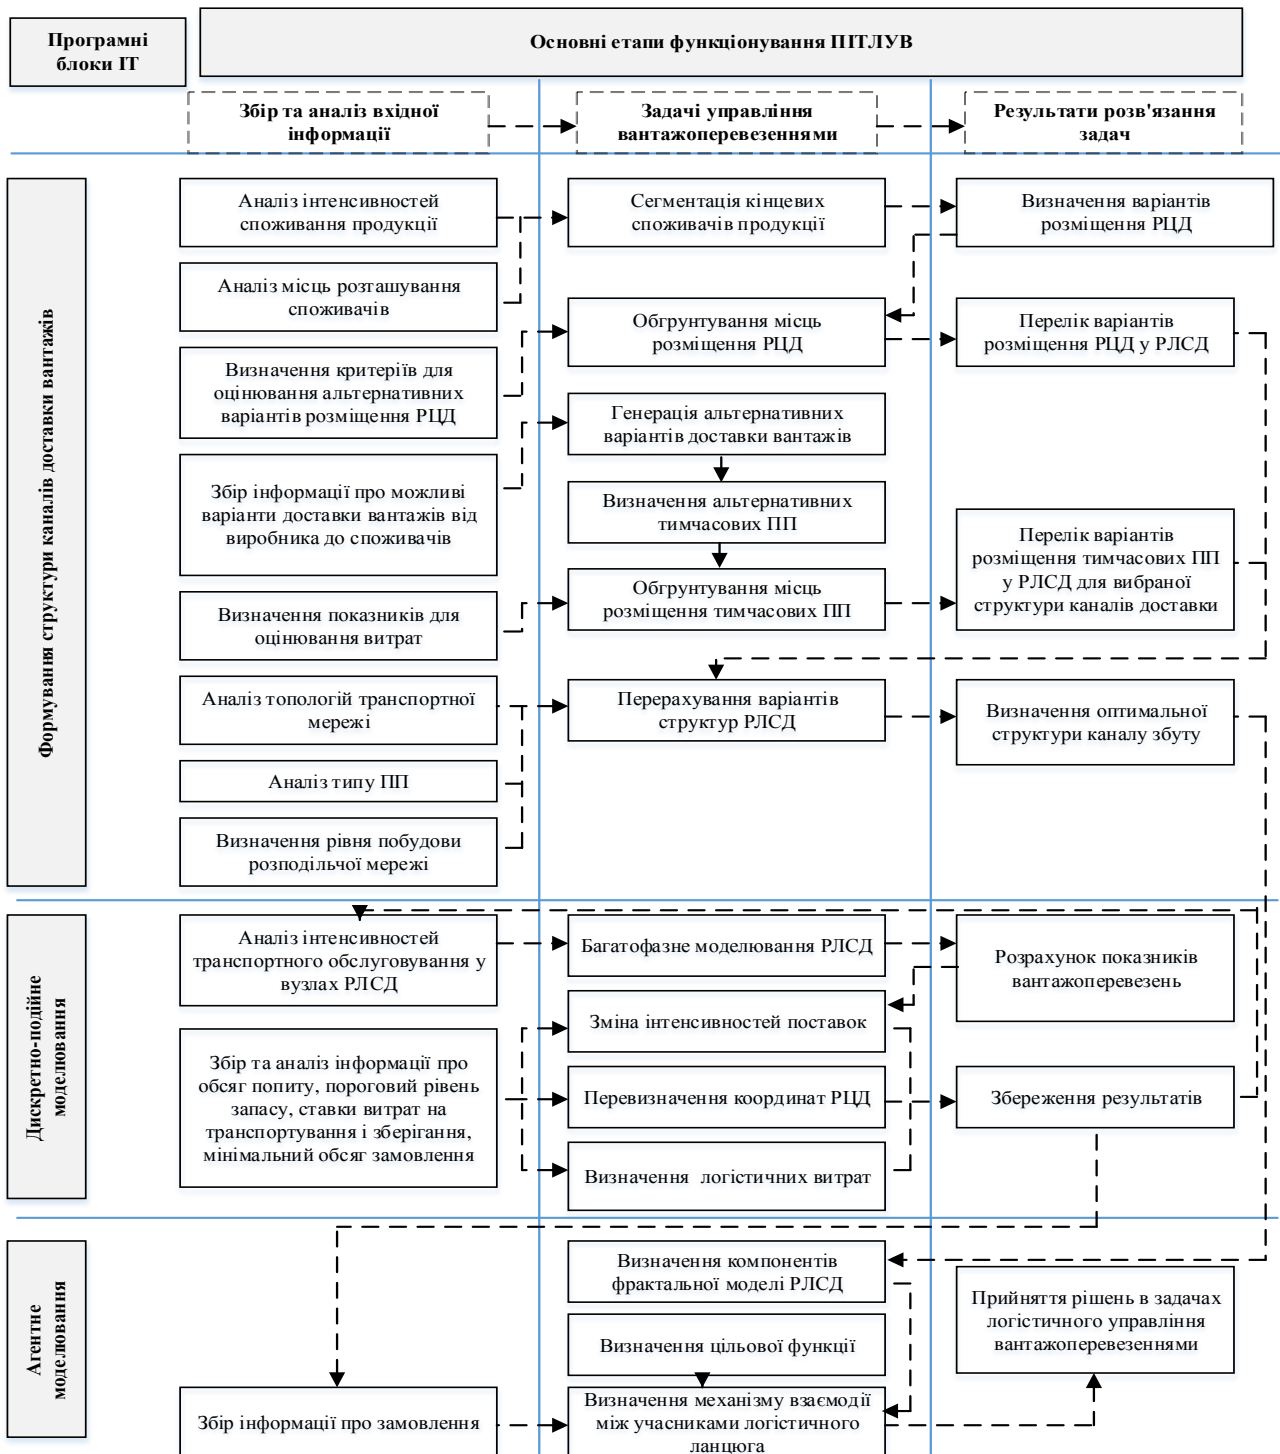 Програмні
блоки ІТ
Основні етапи функціонування ПІТЛУВ
Збір та аналіз вхідної
інформації
Задачі управління
вантажоперевезеннями
Результати розв'язання
задач
Формування структури каналів доставки вантажів
Аналіз інтенсивностей
споживання продукції
Сегментація кінцевих
споживачів продукції
Визначення варіантів
розміщення РЦД
Аналіз місць розташування
споживачів
Обгрунтування місць
розміщення РЦД
Перелік варіантів
розміщення РЦД у РЛСД
Визначення критеріїв для
оцінювання альтернативних
варіантів розміщення РЦД
Генерація альтернативних
варіантів доставки вантажів
Збір інформації про можливі
варіанти доставки вантажів від
виробника до споживачів
Визначення альтернативних
тимчасових ПП
Перелік варіантів
розміщення тимчасових ПП
у РЛСД для вибраної
структури каналів доставки
Визначення показників для
оцінювання витрат
Обгрунтування місць
розміщення тимчасових ПП
Аналіз топологій транспортної
мережі
Перерахування варіантів
структур РЛСД
Визначення оптимальної
структури каналу збуту
Аналіз типу ПП
Визначення рівня побудови
розподільчої мережі
Дискретно-подійне
моделювання
Аналіз інтенсивностей
транспортного обслуговування у
вузлах РЛСД
Багатофазне моделювання РЛСД
Розрахунок показників
вантажоперевезень
Зміна інтенсивностей поставок
Збір та аналіз інформації про
обсяг попиту, пороговий рівень
запасу, ставки витрат на
транспортування і зберігання,
мінімальний обсяг замовлення
Перевизначення координат РЦД
Збереження результатів
Визначення логістичних витрат
Агентне
моделювання
Визначення компонентів
фрактальної моделі РЛСД
Прийняття рішень в задачах
логістичного управління
вантажоперевезеннями
Визначення цільової функції
Збір інформації про замовлення
Визначення механізму взаємодії
між учасниками логістичного
ланцюга